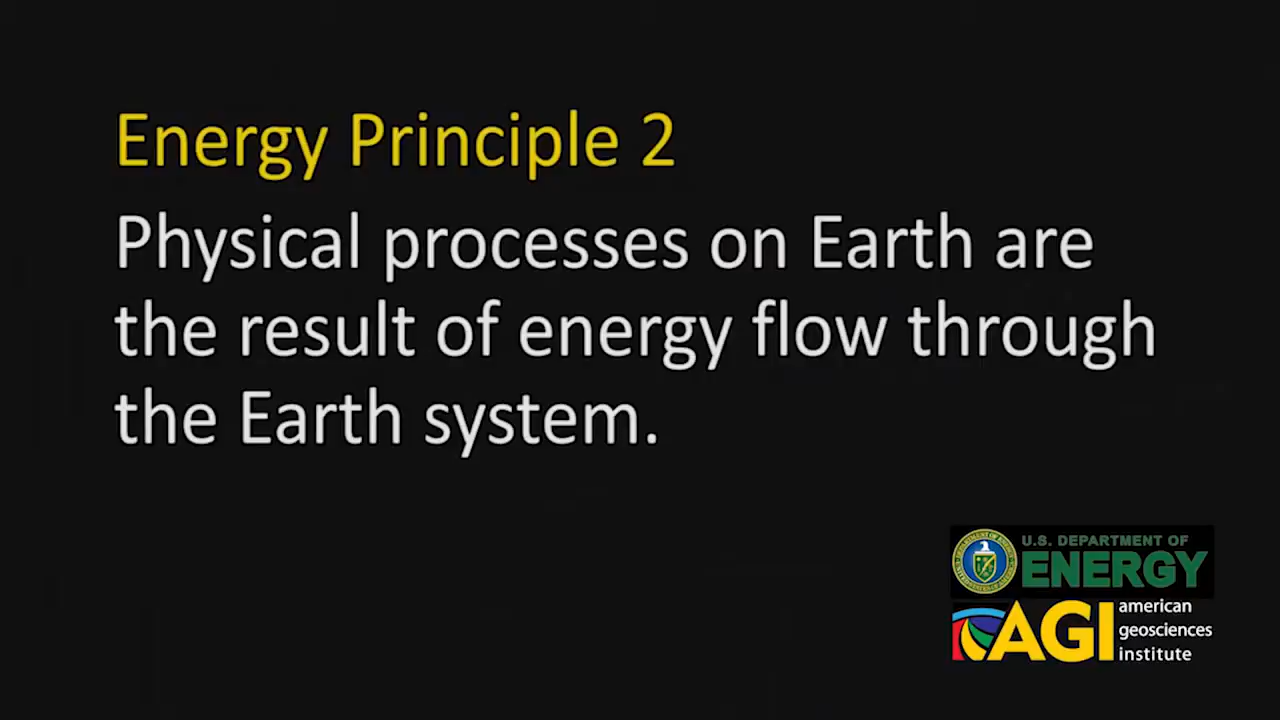 Energy Principle 2
Physical processes on Earth are
the result of energy flow through
the Earth system.
U.S. DEPARTMENT OF
ENERGY
AGI american
geosciences
institute